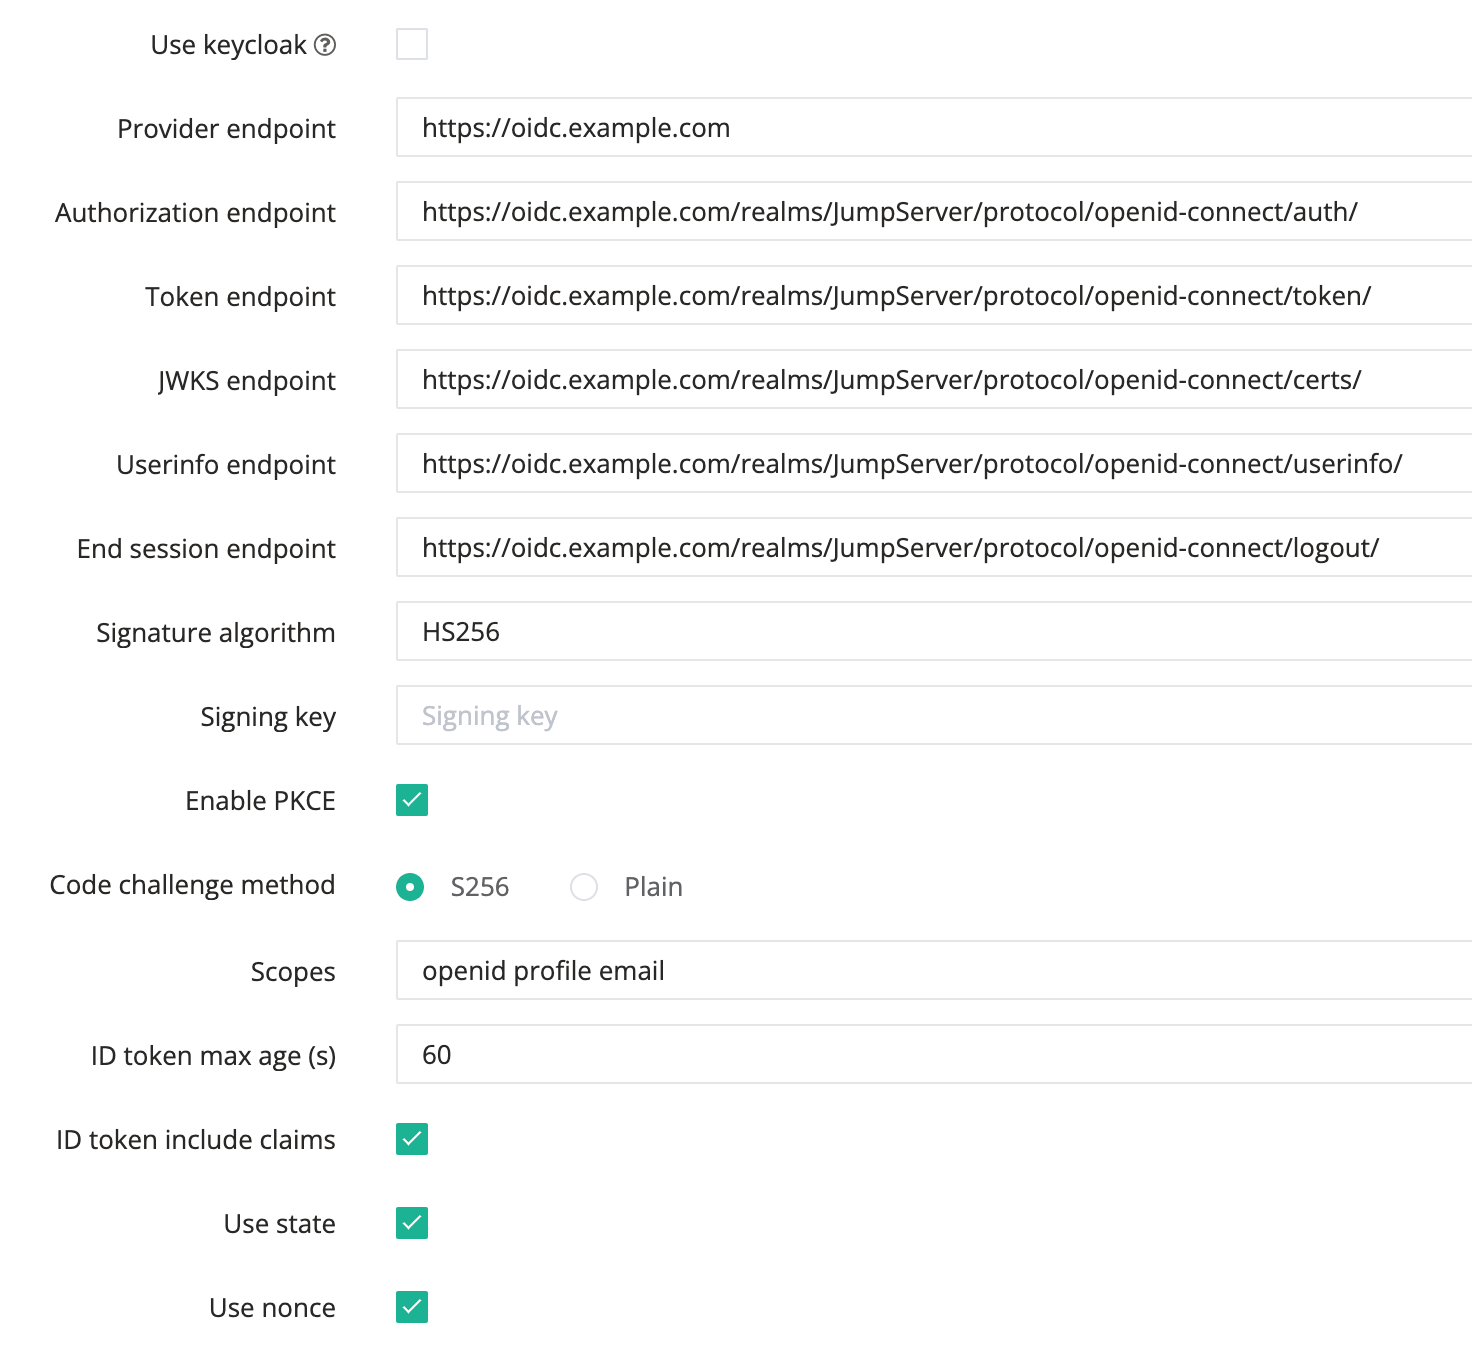 Use keycloak ?
Provider endpoint https://oidc.example.com
Authorization endpoint https://oidc.example.com/realms/JumpServer/protocol/openid-connect/auth/
Token endpoint https://oidc.example.com/realms/JumpServer/protocol/openid-connect/token/
JWKS endpoint https://oidc.example.com/realms/JumpServer/protocol/openid-connect/certs/
Userinfo endpoint https://oidc.example.com/realms/JumpServer/protocol/openid-connect/userinfo/
End session endpoint https://oidc.example.com/realms/JumpServer/protocol/openid-connect/logout/
Signature algorithm HS256
Signing key Signing key
Enable PKCE
Code challenge method S256 Plain
Scopes openid profile email
ID token max age (s) 60
ID token include claims
Use state
Use nonce